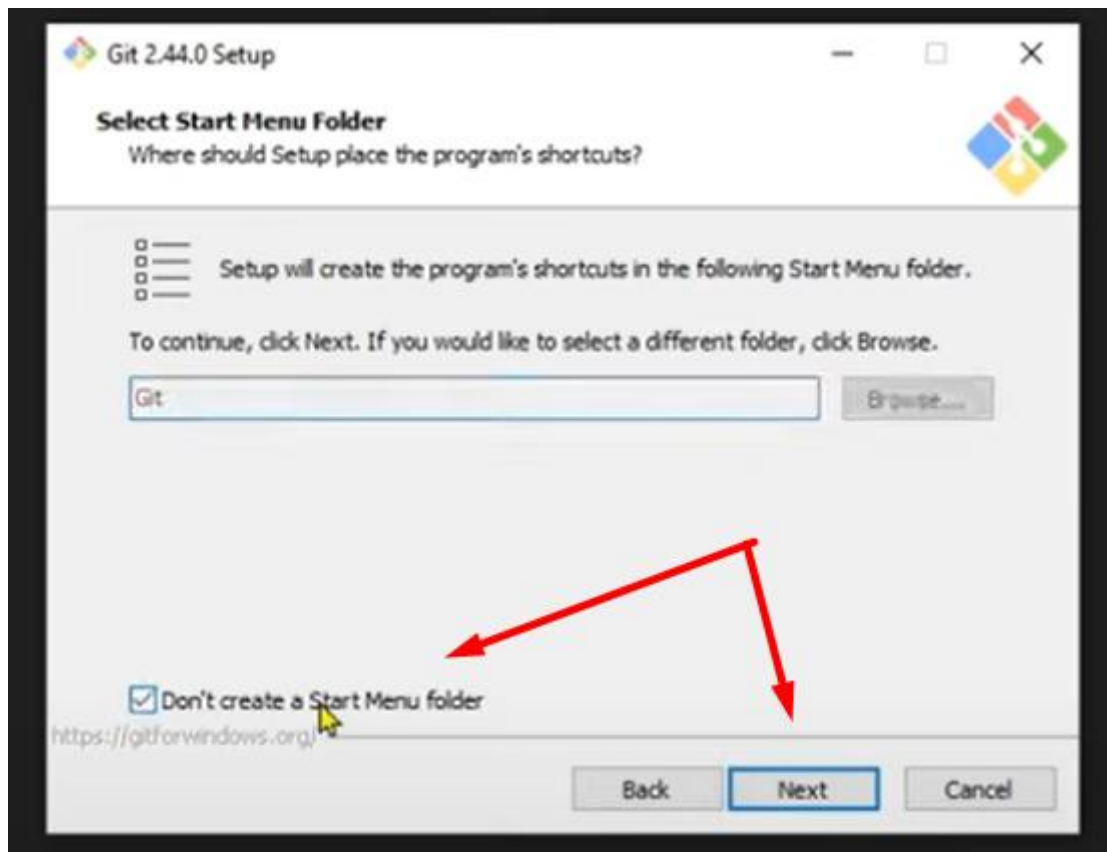 Git 2.44.0 Setup
Select Start Menu Folder
Where should Setup place the program's shortcuts?
Setup will create the program's shortcuts in the following Start Menu folder.
To continue, click Next. If you would like to select a different folder, click Browse.
Git
Browse...
Don't create a Start Menu folder
https://gitforwindows.org/
Back
Next
Cancel